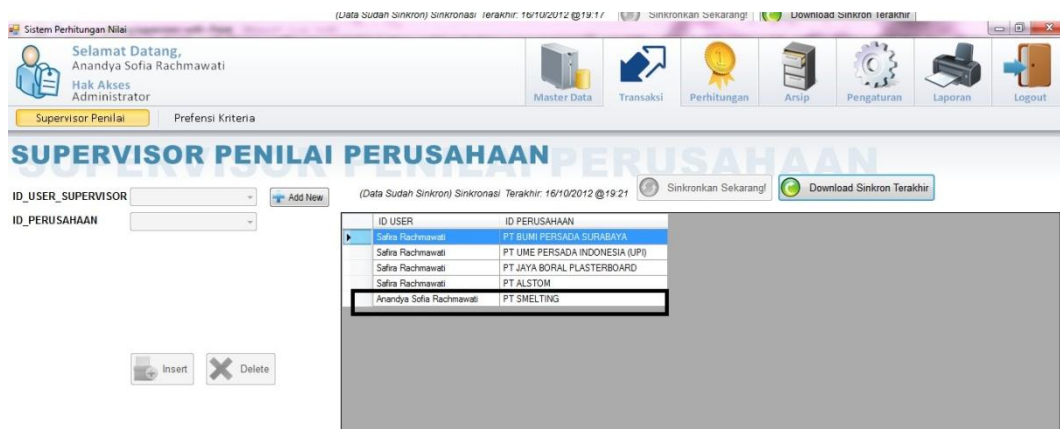 (Data Sudah Sinkron) Sinkronasi Terakhir: 16/10/2012 @19:17 Sinkronkan Sekarang! Download Sinkron Terakhir
Sistem Perhitungan Nilai
Selamat Datang,
Anandya Sofia Rachmawati
Hak Akses
Administrator
Master Data Transaksi Perhitungan Arsip Pengaturan Laporan Logout
Supervisor Penilai Prefensi Kriteria
SUPERVISOR PENILAI PERUSAHAAN
ID_USER_SUPERVISOR Add New (Data Sudah Sinkron) Sinkronasi Terakhir: 16/10/2012 @19:21 Sinkronkan Sekarang! Download Sinkron Terakhir
ID_PERUSAHAAN
ID USER ID PERUSAHAAN
Safira Rachmawati PT BUMI PERSADA SURABAYA
Safira Rachmawati PT UME PERSADA INDONESIA (UPI)
Safira Rachmawati PT JAYA BORAL PLASTERBOARD
Safira Rachmawati PT ALSTOM
Anandya Sofia Rachmawati PT SMELTING
Insert Delete